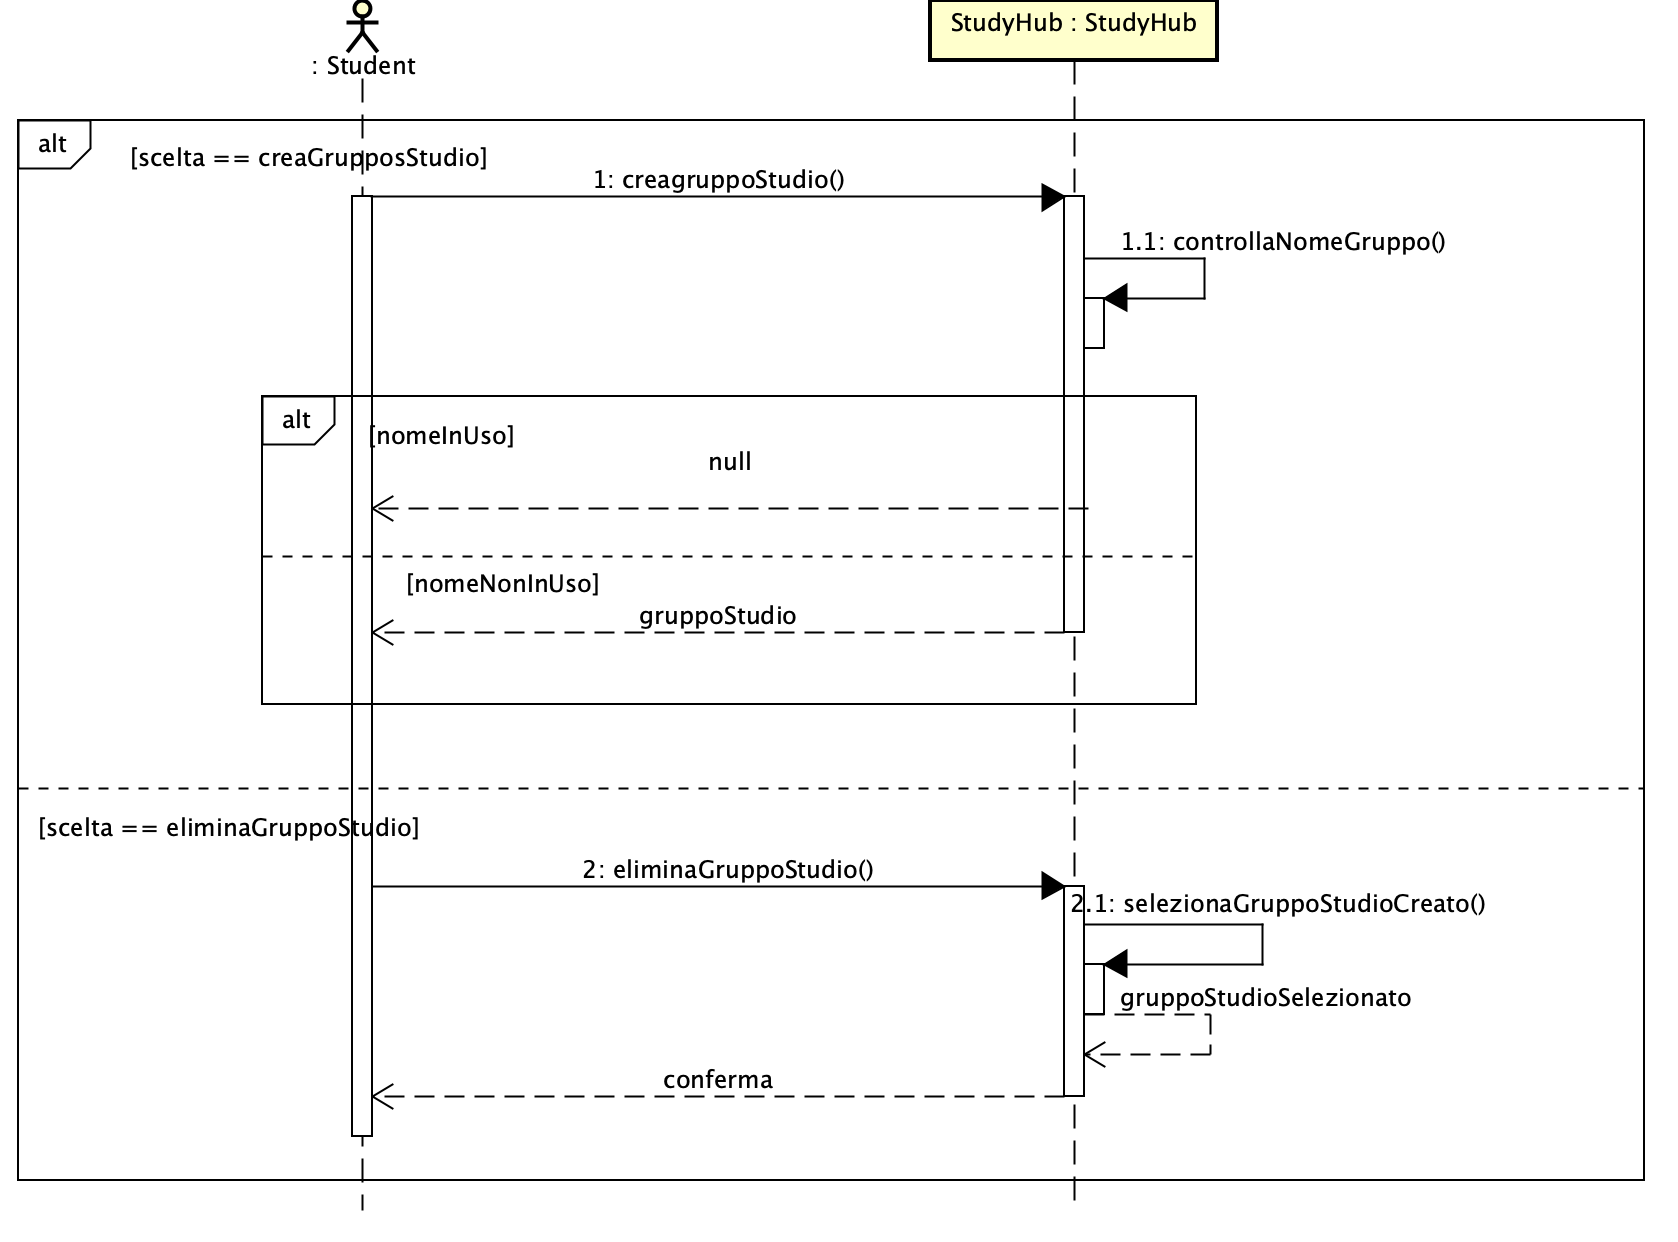 : Student
StudyHub : StudyHub
alt
[scelta == creaGrupposStudio]
1: creagruppoStudio()
1.1: controllaNomeGruppo()
alt
[nomeInUso]
null
[nomeNonInUso]
gruppoStudio
[scelta == eliminaGruppoStudio]
2: eliminaGruppoStudio()
2.1: selezionaGruppoStudioCreato()
gruppoStudioSelezionato
conferma